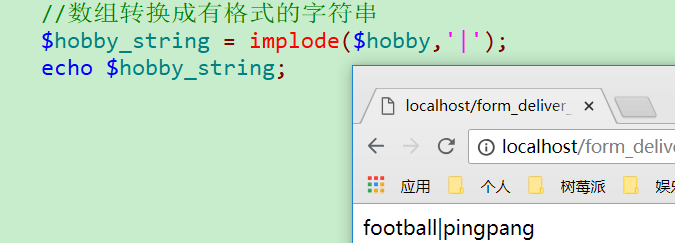 //数组转换成有格式的字符串
$hobby_string = implode($hobby,'|');
echo $hobby_string;
localhost/form_deliver_
localhost/form_delive
应用 个人 树莓派 娱
football|pingpang